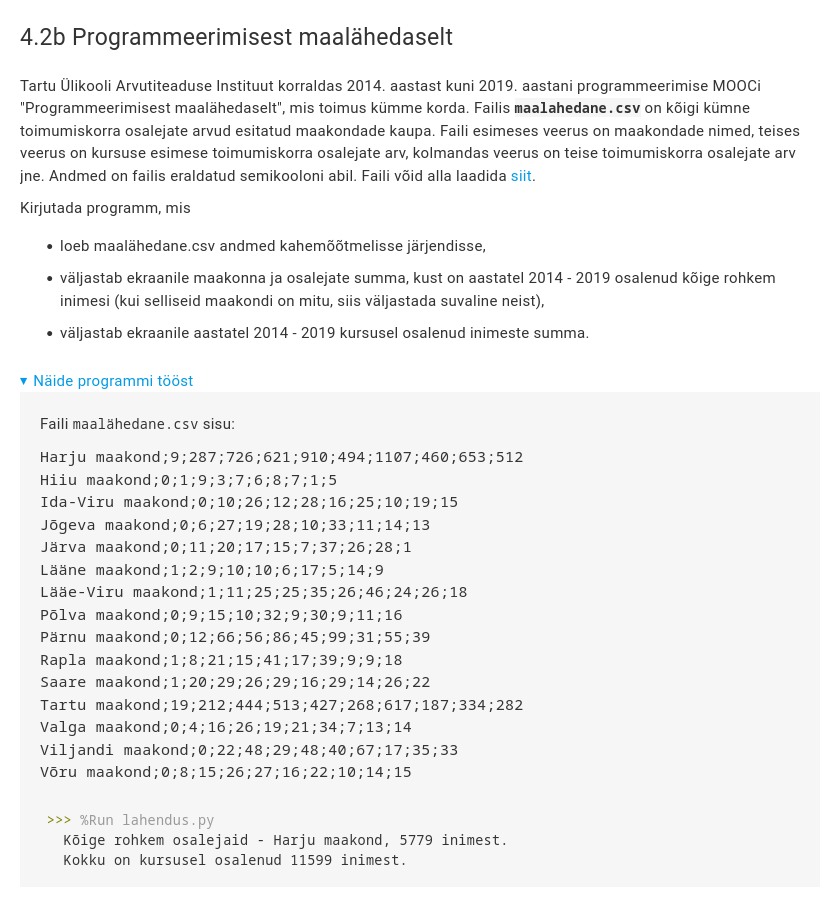 4.2b Programmeerimisest maalähedaselt
Tartu Ülikooli Arvutiteaduse Instituut korraldas 2014. aastast kuni 2019. aastani programmeerimise MOOCi
"Programmeerimisest maalähedaselt", mis toimus kümme korda. Failis maalahedane.csv on kõigi kümne
toimumiskorra osalejate arvud esitatud maakondade kaupa. Faili esimeses veerus on maakondade nimed, teises
veerus on kursuse esimese toimumiskorra osalejate arv, kolmandas veerus on teise toimumiskorra osalejate arv
jne. Andmed on failis eraldatud semikooloni abil. Faili võid alla laadida siit.
Kirjutada programm, mis
• loeb maalähedane.csv andmed kahemõõtmelisse järjendisse,
• väljastab ekraanile maakonna ja osalejate summa, kust on aastatel 2014 - 2019 osalenud kõige rohkem
inimesi (kui selliseid maakondi on mitu, siis väljastada suvaline neist),
• väljastab ekraanile aastatel 2014 - 2019 kursusel osalenud inimeste summa.
▼ Näide programmi tööst
Faili maalähedane.csv sisu:
Harju maakond;9;287;726;621;910;494;1107;460;653;512
Hiiu maakond;0;1;9;3;7;6;8;7;1;5
Ida-Viru maakond;0;10;26;12;28;16;25;10;19;15
Jõgeva maakond;0;6;27;19;28;10;33;11;14;13
Järva maakond;0;11;20;17;15;7;37;26;28;1
Lääne maakond;1;2;9;10;10;6;17;5;14;9
Lääe-Viru maakond;1;11;25;25;35;26;46;24;26;18
Põlva maakond;0;9;15;10;32;9;30;9;11;16
Pärnu maakond;0;12;66;56;86;45;99;31;55;39
Rapla maakond;1;8;21;15;41;17;39;9;9;18
Saare maakond;1;20;29;26;29;16;29;14;26;22
Tartu maakond;19;212;444;513;427;268;617;187;334;282
Valga maakond;0;4;16;26;19;21;34;7;13;14
Viljandi maakond;0;22;48;29;48;40;67;17;35;33
Võru maakond;0;8;15;26;27;16;22;10;14;15
>>> %Run lahendus.py
Kõige rohkem osalejaid - Harju maakond, 5779 inimest.
Kokku on kursusel osalenud 11599 inimest.